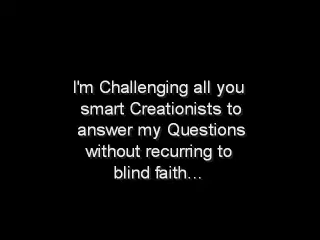 I'm Challenging all you
smart Creationists to
answer my Questions
without recurring to
blind faith...